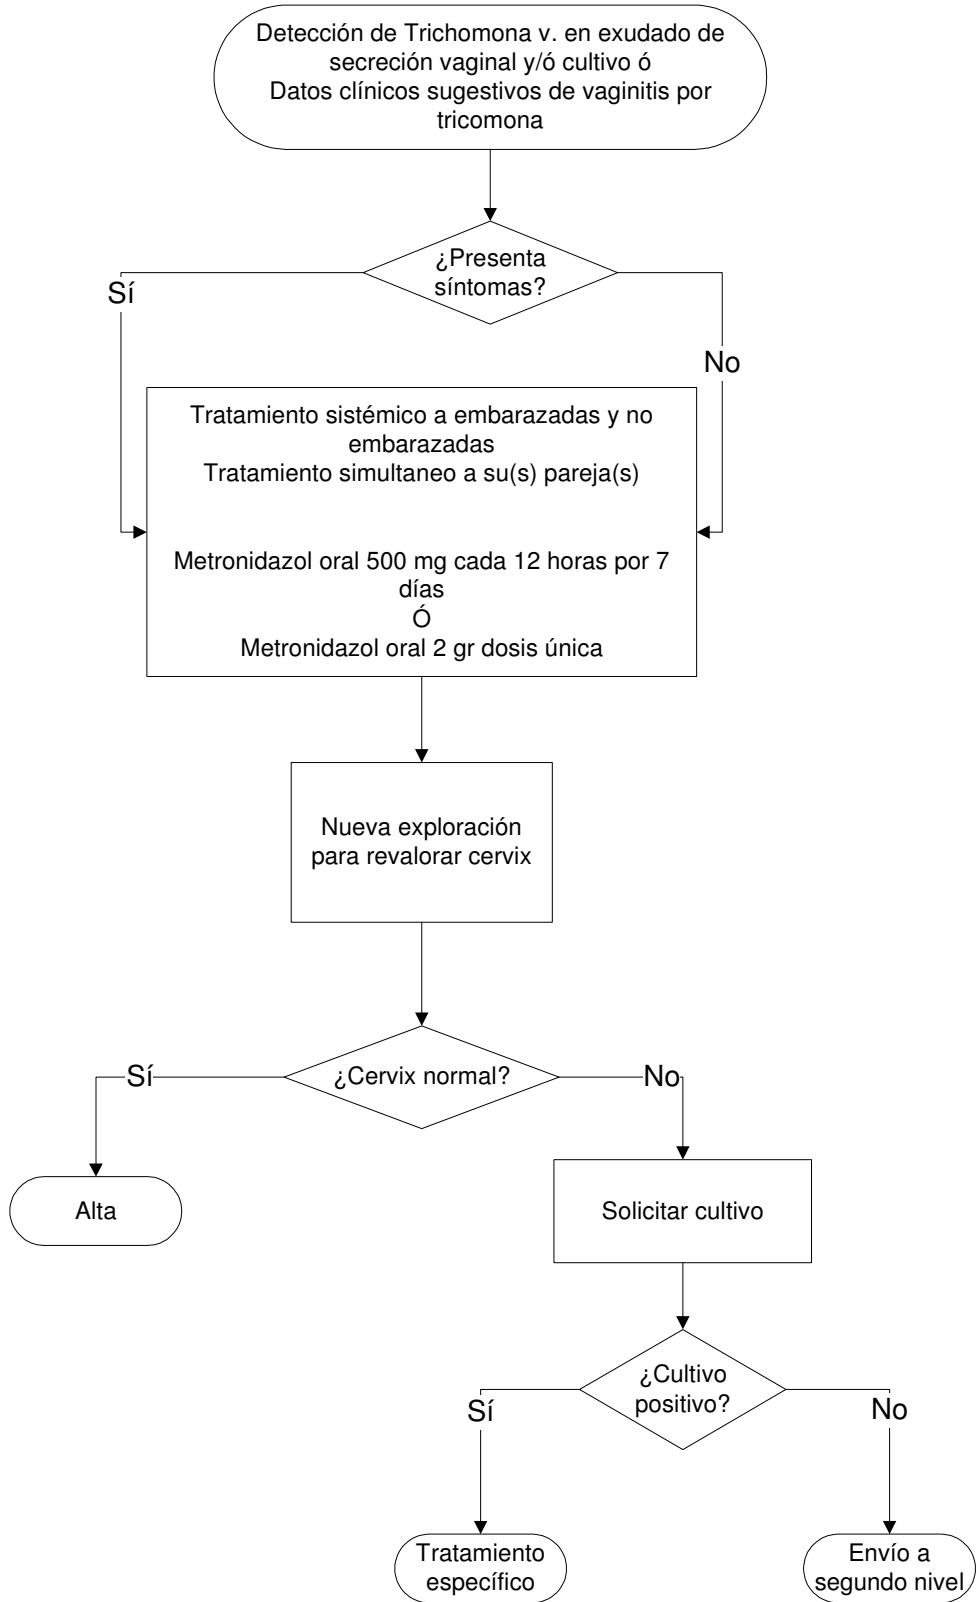 Detección de Trichomona v. en exudado de
secreción vaginal y/ó cultivo ó
Datos clínicos sugestivos de vaginitis por
tricomona
¿Presenta
síntomas?
Sí
No
Tratamiento sistémico a embarazadas y no
embarazadas
Tratamiento simultaneo a su(s) pareja(s)
Metronidazol oral 500 mg cada 12 horas por 7
días
Ó
Metronidazol oral 2 gr dosis única
Nueva exploración
para revalorar cervix
Sí
¿Cervix normal?
No
Alta
Solicitar cultivo
¿Cultivo
positivo?
Sí
No
Tratamiento
específico
Envío a
segundo nivel